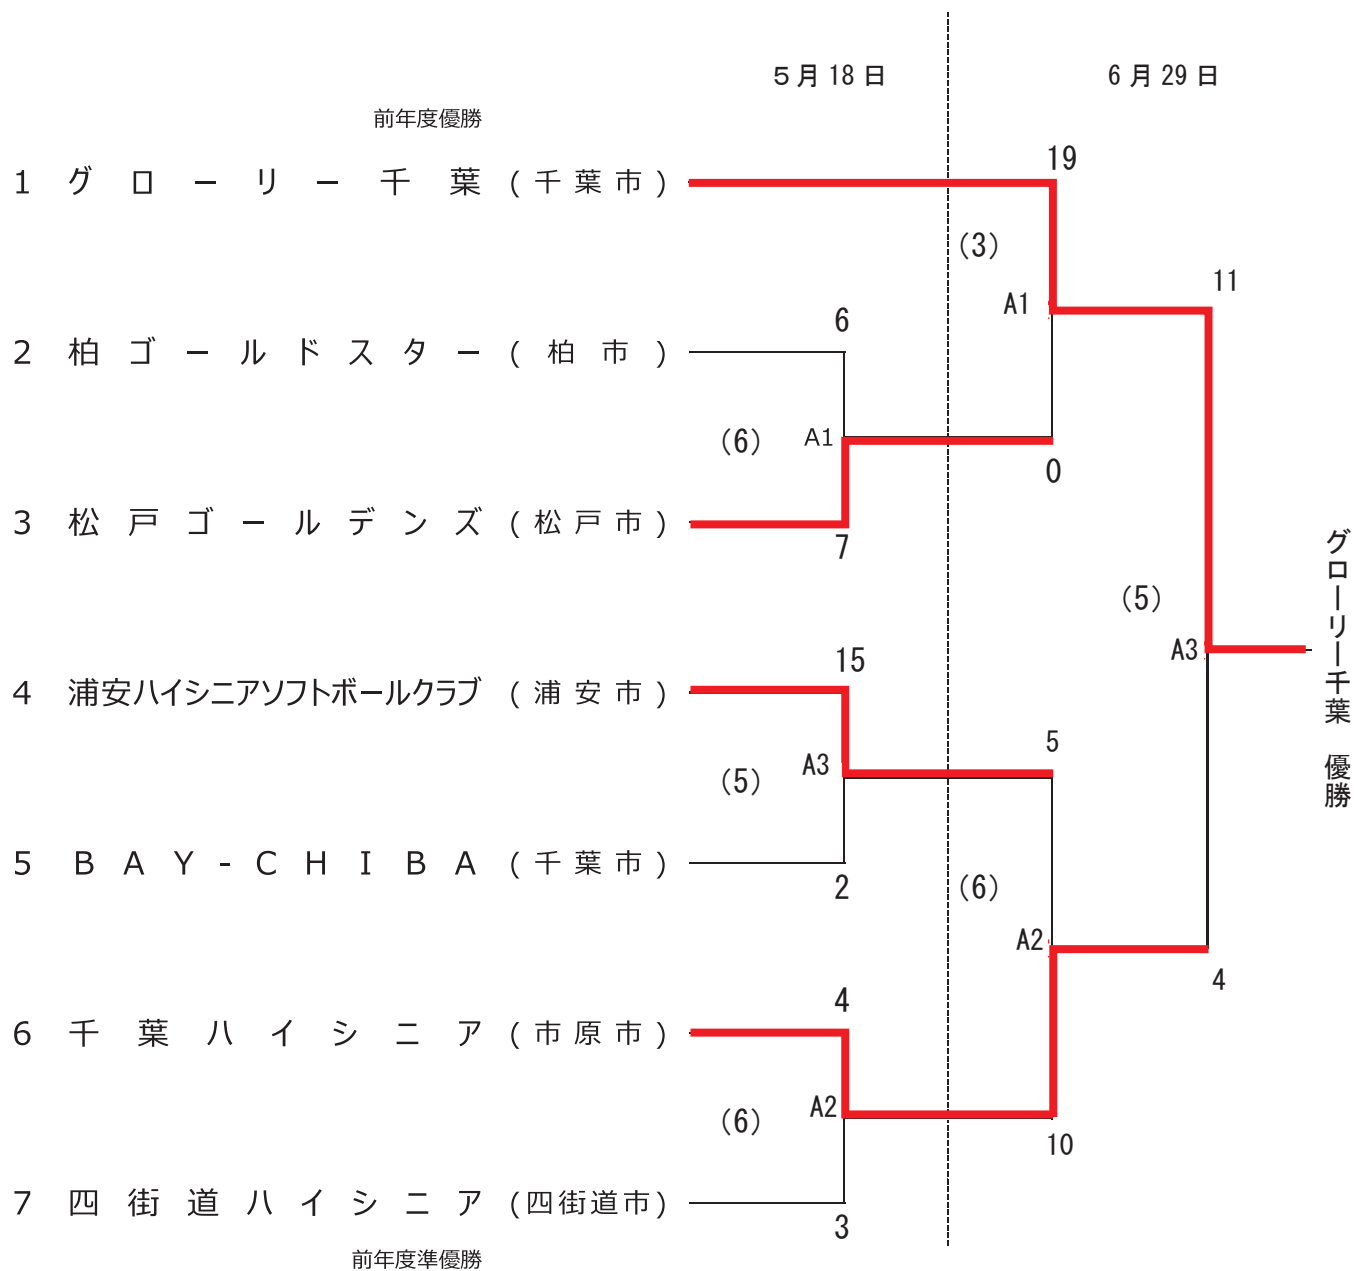 5月18日
6月29日
前年度優勝
19
1 グローリー千葉 (千葉市)
(3)
11
A1
6
2 柏ゴールドスター (柏市)
(6)
A1
0
3 松戸ゴールデンズ (松戸市)
7
グローリー千葉 優勝
(5)
A3
15
4 浦安ハイシニアソフトボールクラブ (浦安市)
5
A3
(5)
5 BAY-CHIBA (千葉市)
2
(6)
A2
4
4
6 千葉ハイシニア (市原市)
A2
(6)
10
7 四街道ハイシニア (四街道市)
3
前年度準優勝